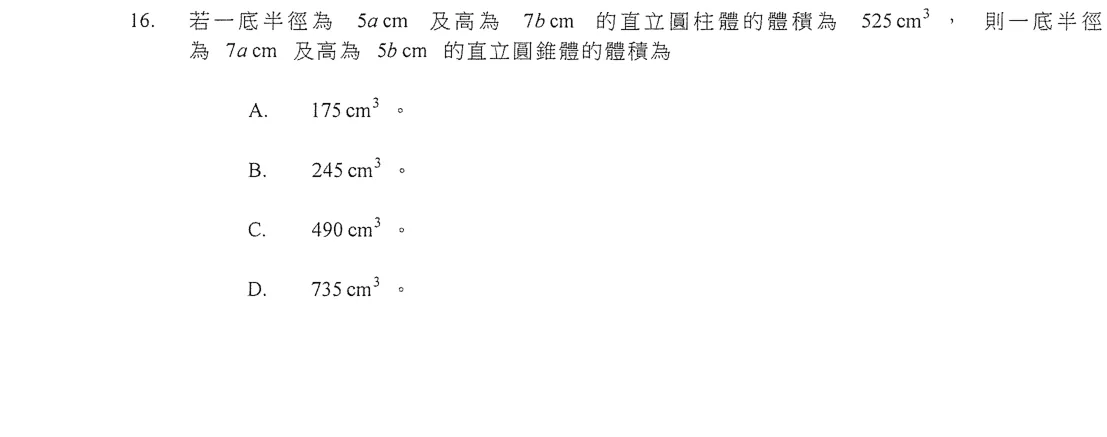 16. 若一底半徑為 5a cm 及高為 7b cm 的直立圓柱體的體積為 525 cm³ ， 則一底半徑
為 7a cm 及高為 5b cm 的直立圓錐體的體積為
A. 175 cm³ 。
B. 245 cm³ 。
C. 490 cm³ 。
D. 735 cm³ 。